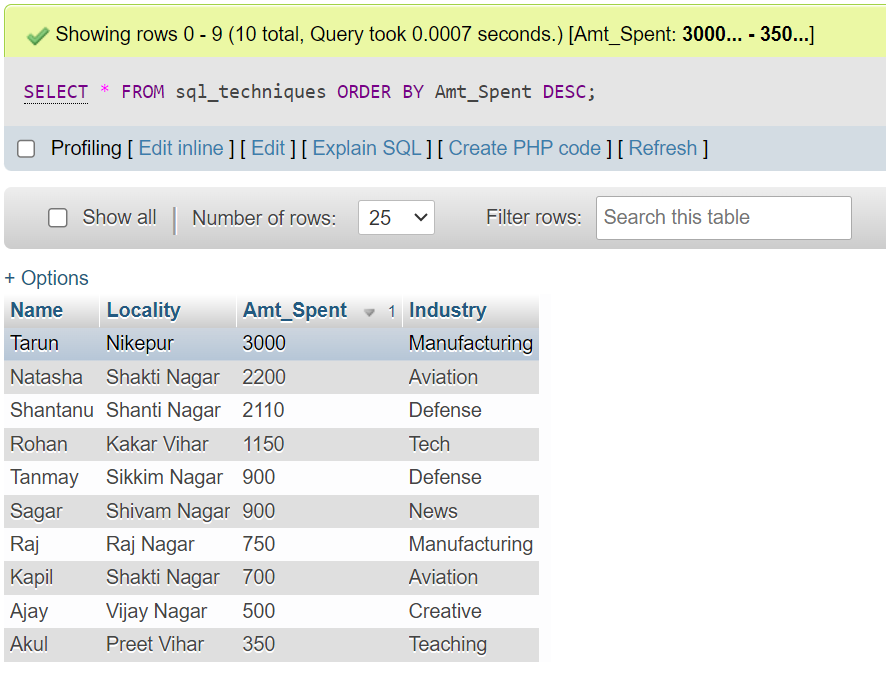 Showing rows 0 - 9 (10 total, Query took 0.0007 seconds.) [Amt_Spent: 3000... - 350...]
SELECT * FROM sql_techniques ORDER BY Amt_Spent DESC;
Profiling [ Edit inline ] [ Edit ] [ Explain SQL ] [ Create PHP code ] [ Refresh ]
Show all | Number of rows: 25 Filter rows: Search this table
+ Options
Name Locality Amt_Spent 1 Industry
Tarun Nikepur 3000 Manufacturing
Natasha Shakti Nagar 2200 Aviation
Shantanu Shanti Nagar 2110 Defense
Rohan Kakar Vihar 1150 Tech
Tanmay Sikkim Nagar 900 Defense
Sagar Shivam Nagar 900 News
Raj Raj Nagar 750 Manufacturing
Kapil Shakti Nagar 700 Aviation
Ajay Vijay Nagar 500 Creative
Akul Preet Vihar 350 Teaching